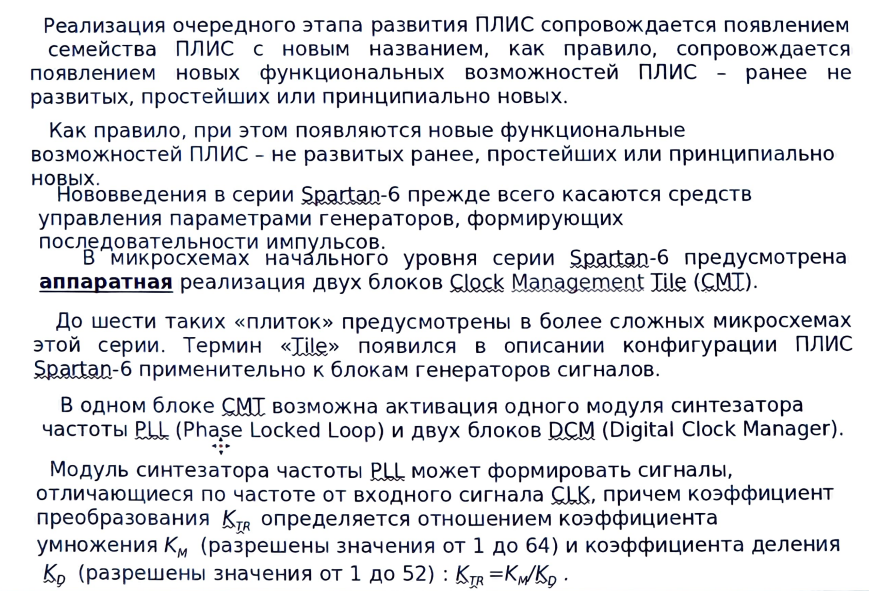 Реализация очередного этапа развития ПЛИС сопровождается появлением
семейства ПЛИС с новым названием, как правило, сопровождается
появлением новых функциональных возможностей ПЛИС – ранее не
развитых, простейших или принципиально новых.
Как правило, при этом появляются новые функциональные
возможностей ПЛИС – не развитых ранее, простейших или принципиально
новых.
Нововведения в серии Spartan-6 прежде всего касаются средств
управления параметрами генераторов, формирующих
последовательности импульсов.
В микросхемах начального уровня серии Spartan-6 предусмотрена
аппаратная реализация двух блоков Clock Management Tile (CMT).
До шести таких «плиток» предусмотрены в более сложных микросхемах
этой серии. Термин «Tile» появился в описании конфигурации ПЛИС
Spartan-6 применительно к блокам генераторов сигналов.
В одном блоке CMT возможна активация одного модуля синтезатора
частоты PLL (Phase Locked Loop) и двух блоков DCM (Digital Clock Manager).
Модуль синтезатора частоты PLL может формировать сигналы,
отличающиеся по частоте от входного сигнала CLK, причем коэффициент
преобразования K_TR определяется отношением коэффициента
умножения K_M (разрешены значения от 1 до 64) и коэффициента деления
K_D (разрешены значения от 1 до 52) : K_TR =K_M/K_D .